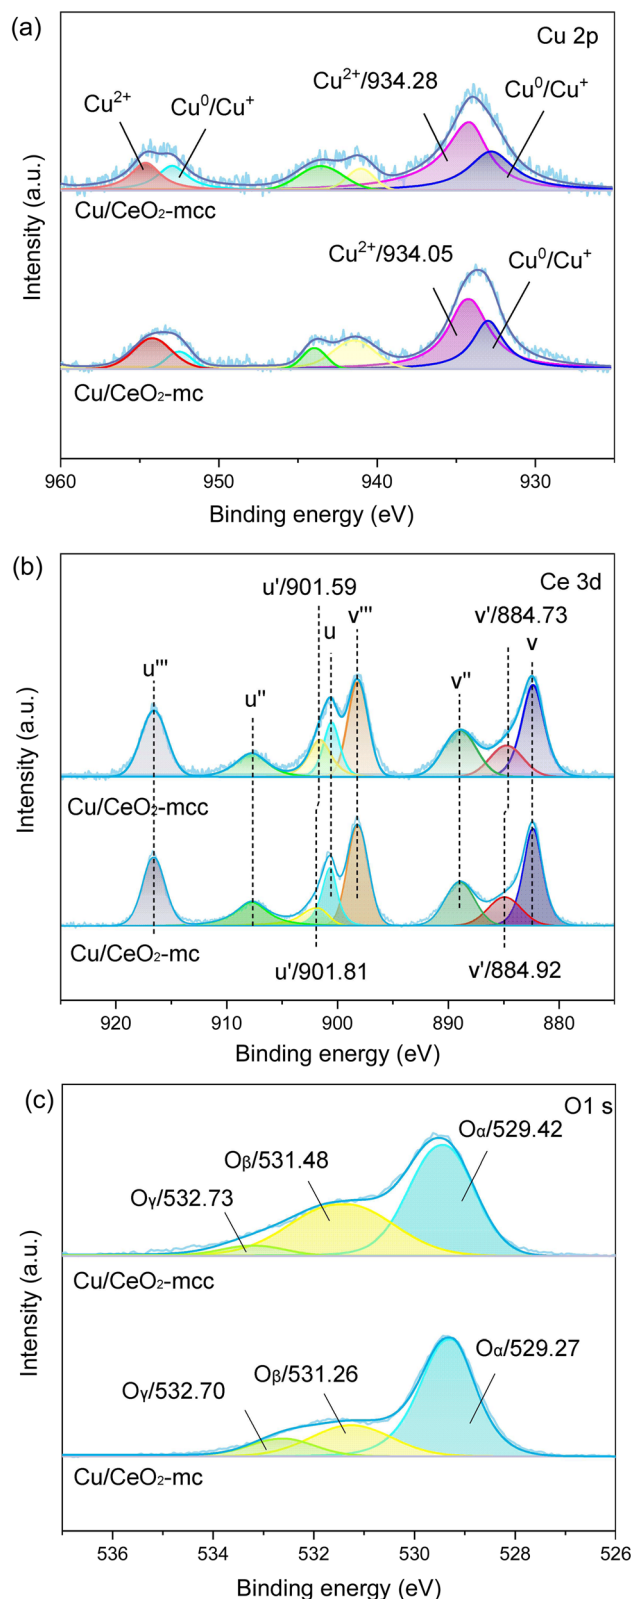 (a)
Cu 2p
Cu²⁺/934.28
Cu²⁺
Cu⁰/Cu⁺
Cu⁰/Cu⁺
Cu/CeO₂-mcc
Cu²⁺/934.05
Cu⁰/Cu⁺
Cu/CeO₂-mc
Intensity (a.u.)
960 950 940 930
Binding energy (eV)
(b)
Ce 3d
u'/901.59
u'''
u''
u
v'''
v''
v'/884.73
v
Cu/CeO₂-mcc
Cu/CeO₂-mc
u'/901.81
v'/884.92
Intensity (a.u.)
920 910 900 890 880
Binding energy (eV)
(c)
O1 s
Oα/529.42
Oβ/531.48
Oγ/532.73
Cu/CeO₂-mcc
Oα/529.27
Oβ/531.26
Oγ/532.70
Cu/CeO₂-mc
Intensity (a.u.)
536 534 532 530 528 526
Binding energy (eV)